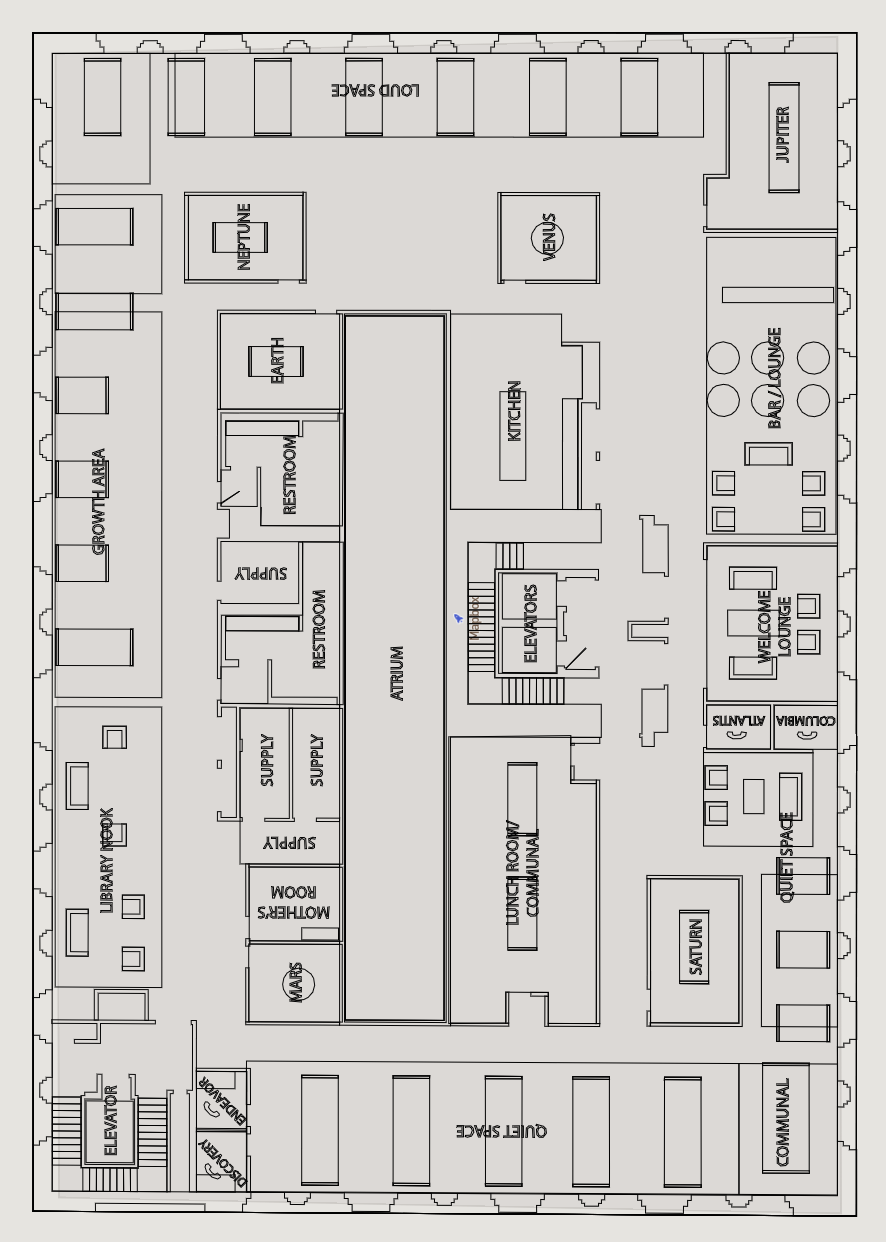 LOUD SPACE
JUPITER
NEPTUNE
VENUS
EARTH
BAR / LOUNGE
KITCHEN
RESTROOM
GROWTH AREA
SUPPLY
RESTROOM
ELEVATORS
Mapbox
WELCOME
LOUNGE
ATRIUM
ATLANTIS
COLUMBIA
SUPPLY
SUPPLY
SUPPLY
LIBRARY NOOK
LUNCH ROOM/
COMMUNAL
QUIET SPACE
MOTHER'S
ROOM
SATURN
MARS
ENDEAVOR
ELEVATOR
QUIET SPACE
COMMUNAL
DISCOVERY